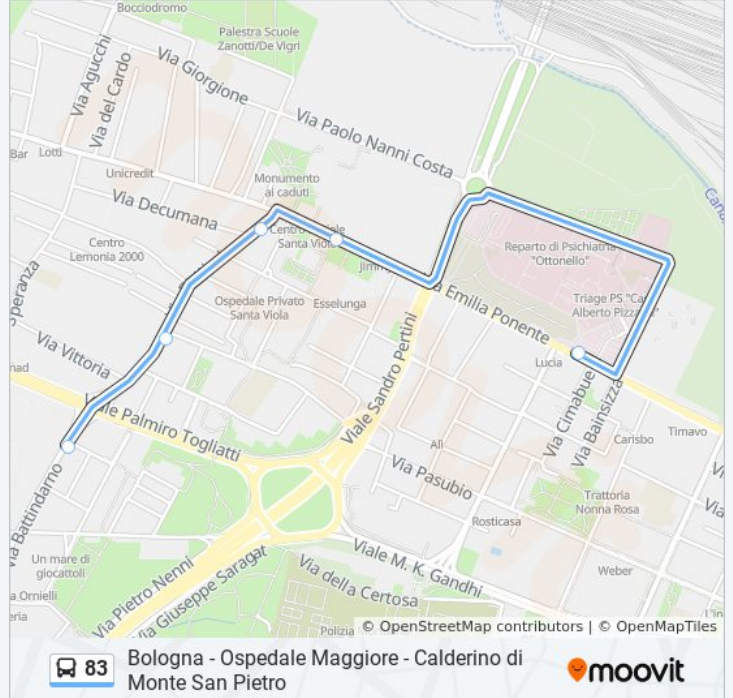 Bocciodromo
Palestra Scuole
Zanotti/De Vigri
Via Agucchi
Via del Cardo
Via Giorgione
Via Paolo Nanni Costa
Bar
Lotti
Unicredit
Monumento
ai caduti
Via Decumana
Centro
Santa Viola
Centro
Lemonia 2000
Reparto di Psichiatria
"Ottonello"
Ospedale Privato
Santa Viola
Esselunga
Triage PS
Alberto
Emilia Ponente
Viale Sandro Pertini
Lucia
Via Vittoria
Via Cimabue
Via Bainsizza
Carisbo
Timavo
Palmiro Togliatti
Alì
Via Pasubio
Via Battindarno
Trattoria
Nonna Rosa
Rosticasa
Un mare di
giocattoli
Weber
Ornielli
Via Pietro Nenni
Via Giuseppe Saragat
Viale M. K. Gandhi
Via della Certosa
Polizia
© OpenStreetMap contributors | © OpenMapTiles
83
Bologna - Ospedale Maggiore - Calderino di
Monte San Pietro
moovit